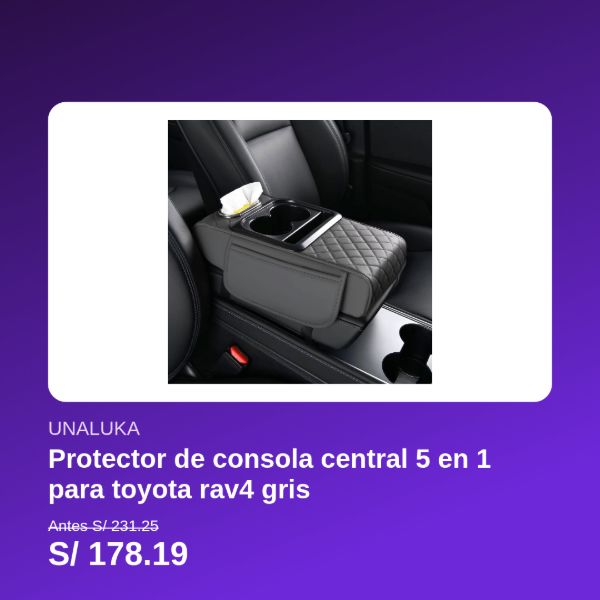 UNALUKA
Protector de consola central 5 en 1
para toyota rav4 gris
Antes S/ 231.25
S/ 178.19